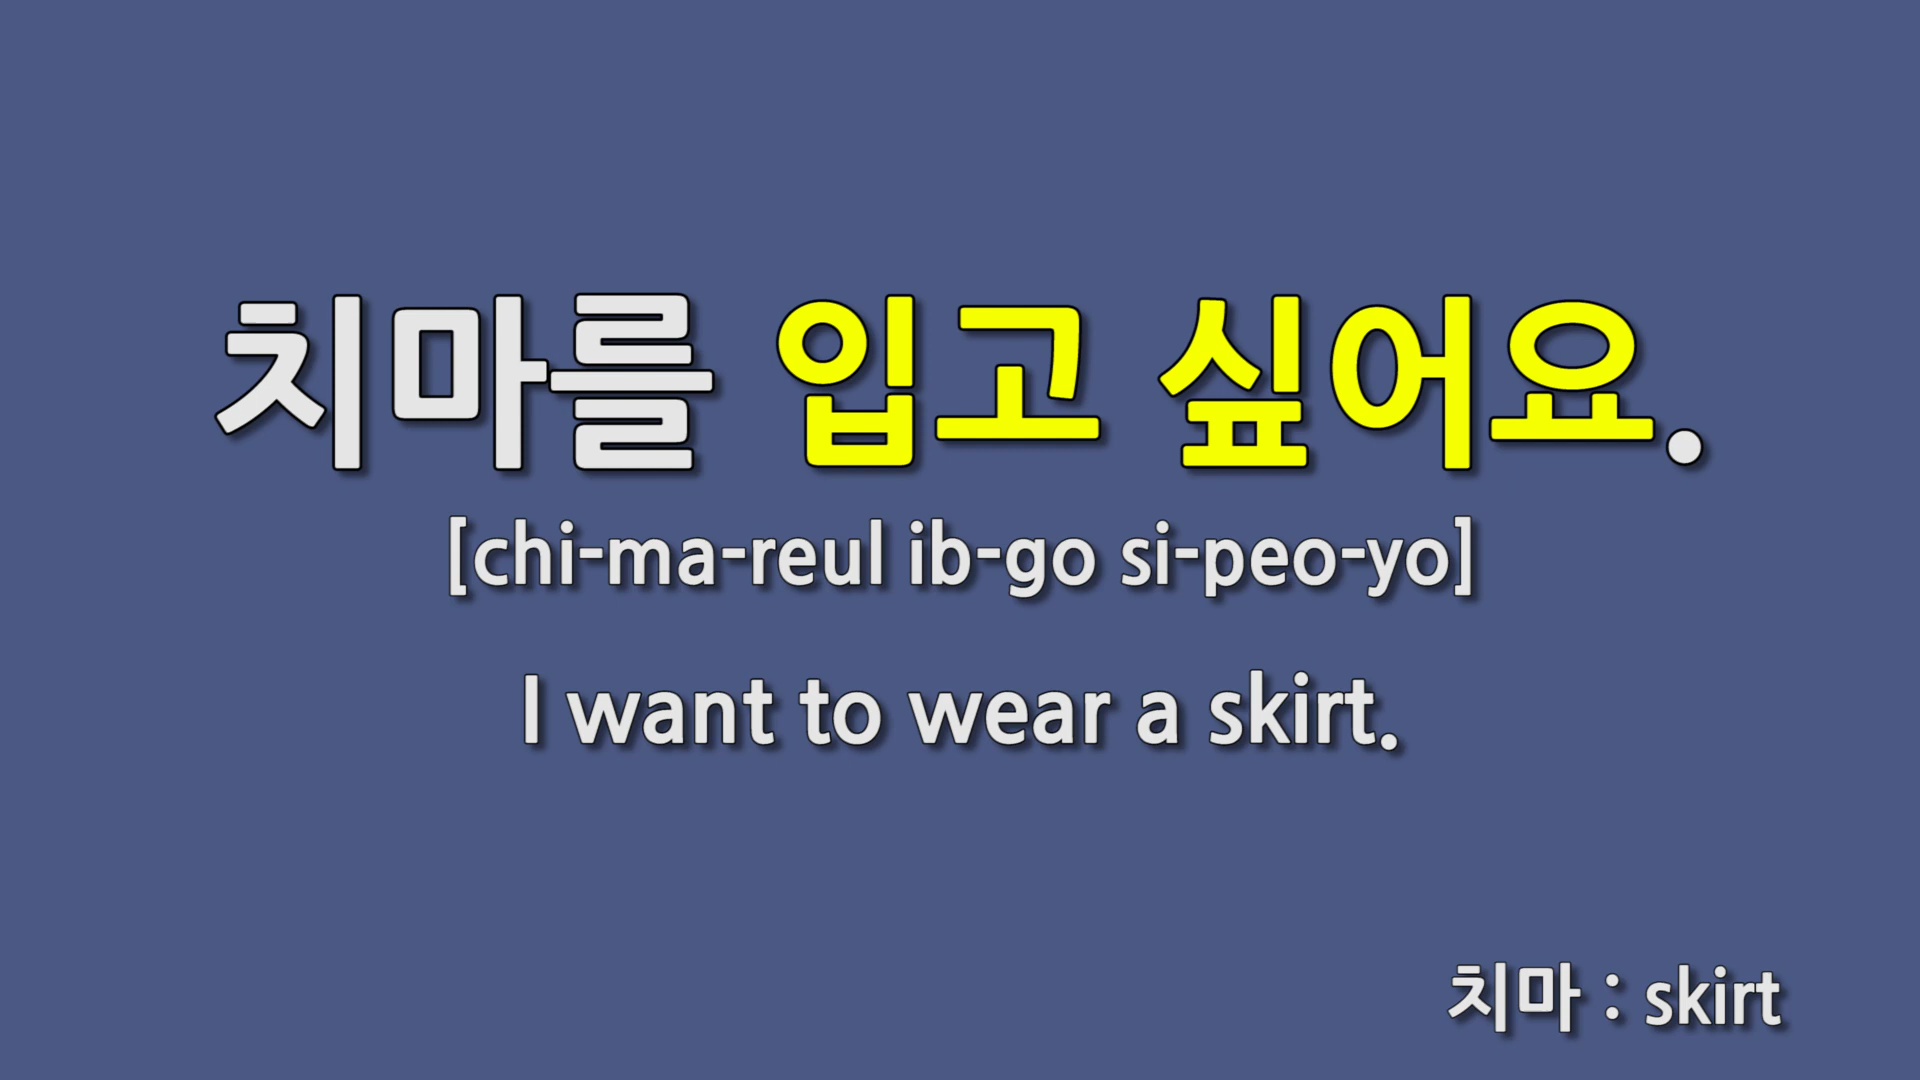 치마를 입고 싶어요.
[chi-ma-reul ib-go si-peo-yo]
I want to wear a skirt.
치마 : skirt